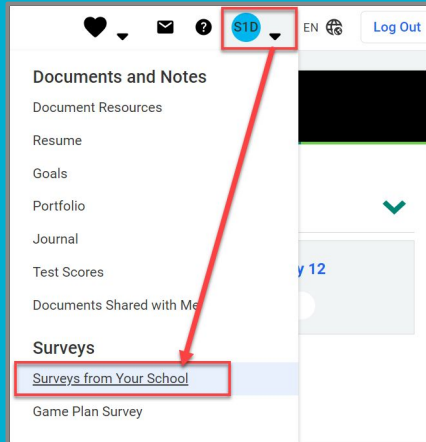 S1D EN Log Out
Documents and Notes
Document Resources
Resume
Goals
Portfolio
Journal
Test Scores
Documents Shared with Me
y 12
Surveys
Surveys from Your School
Game Plan Survey